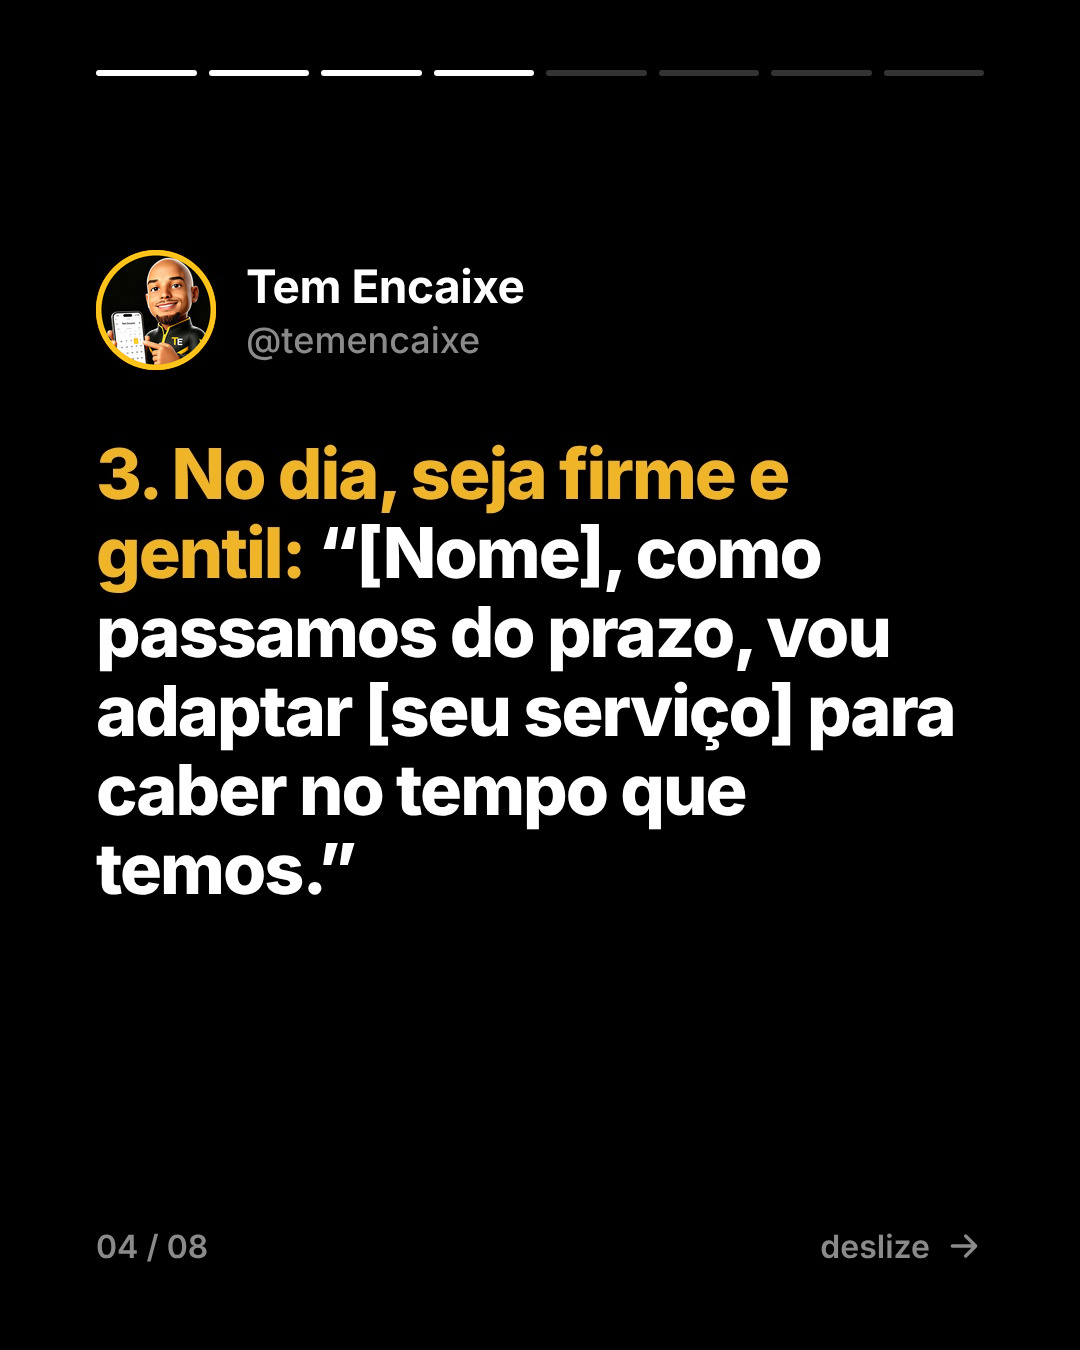 Tem Encaixe
@temencaixe
3. No dia, seja firme e
gentil: “[Nome], como
passamos do prazo, vou
adaptar [seu serviço] para
caber no tempo que
temos.”
04 / 08
deslize →